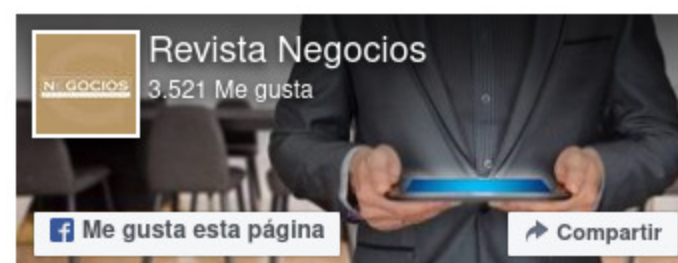 Revista Negocios
NEGOCIOS
3.521 Me gusta
Me gusta esta página
Compartir